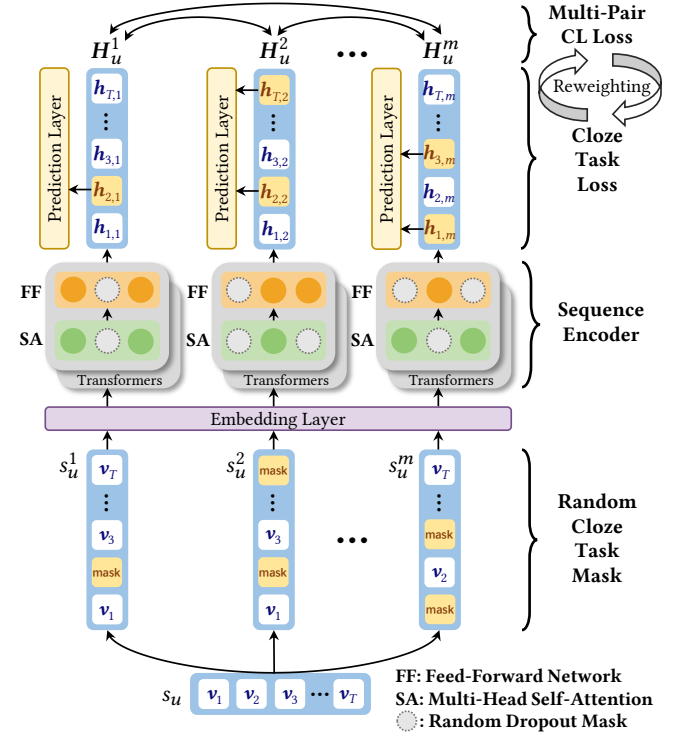 Multi-Pair
CL Loss
Reweighting
Cloze
Task
Loss
H_u^1 H_u^2 ... H_u^m
Prediction Layer
h_{T,1}
...
h_{3,1}
h_{2,1}
h_{1,1}
Prediction Layer
h_{T,2}
...
h_{3,2}
h_{2,2}
h_{1,2}
Prediction Layer
h_{T,m}
...
h_{3,m}
h_{2,m}
h_{1,m}
FF FF FF
SA SA SA
Transformers Transformers Transformers
Sequence
Encoder
Embedding Layer
s_u^1
v_T
...
v_3
mask
v_1
s_u^2
mask
...
v_3
mask
v_1
...
s_u^m
v_T
...
mask
v_2
mask
Random
Cloze
Task
Mask
s_u v_1 v_2 v_3 ... v_T
FF: Feed-Forward Network
SA: Multi-Head Self-Attention
: Random Dropout Mask